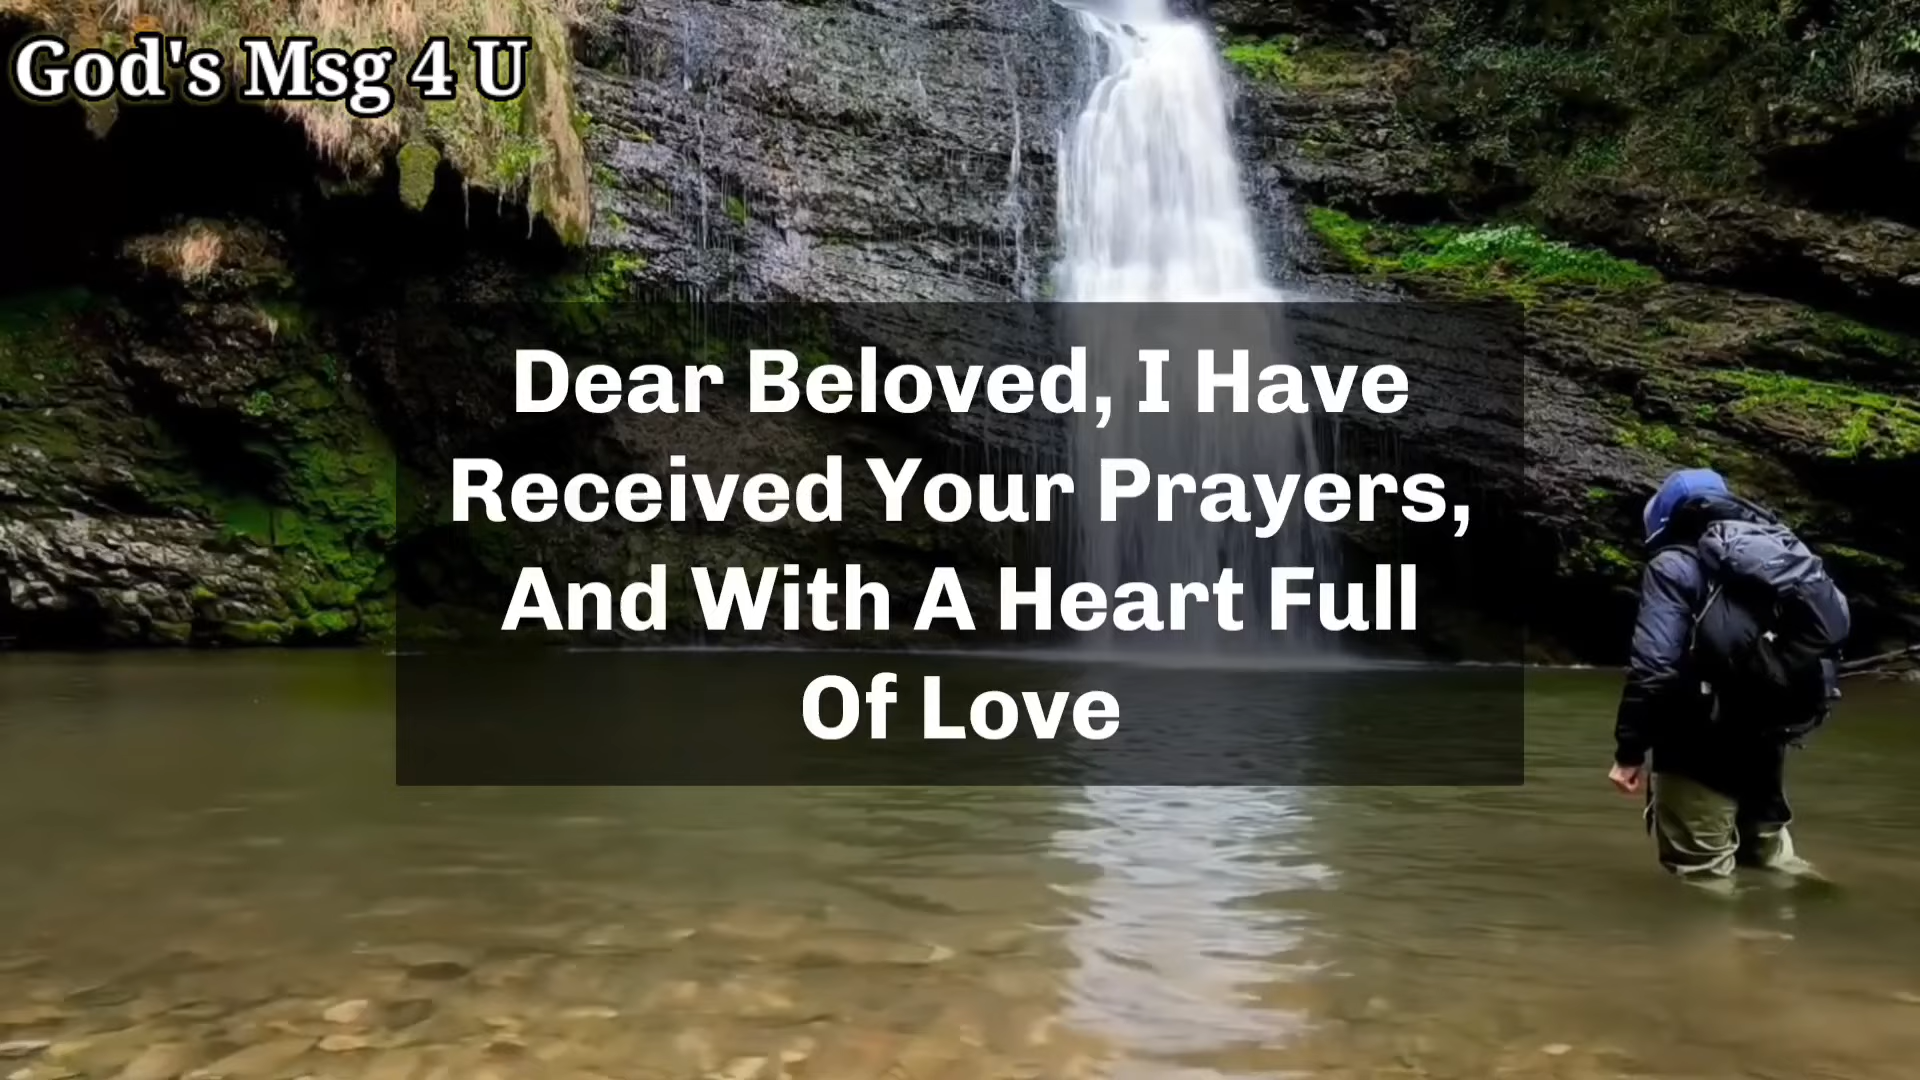 God's Msg 4 U
Dear Beloved, I Have
Received Your Prayers,
And With A Heart Full
Of Love